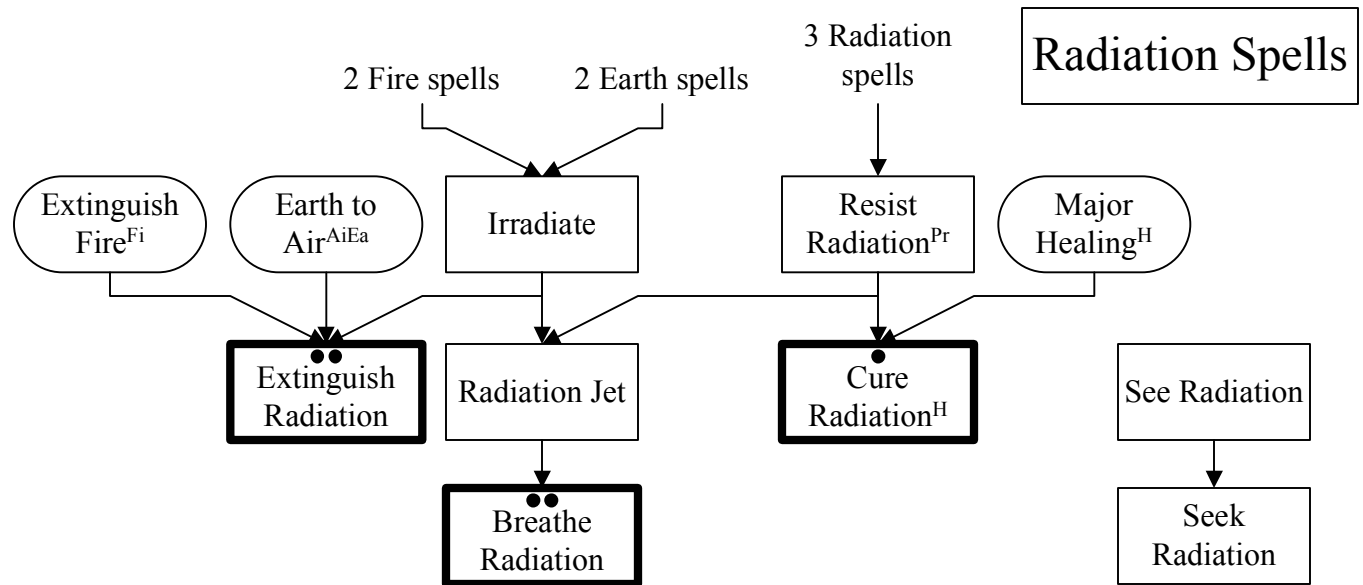 Radiation Spells
3 Radiation
spells
2 Fire spells
2 Earth spells
Extinguish
Fire^Fi
Earth to
Air^AiEa
Irradiate
Resist
Radiation^Pr
Major
Healing^H
Extinguish
Radiation
Radiation Jet
Cure
Radiation^H
See Radiation
Breathe
Radiation
Seek
Radiation